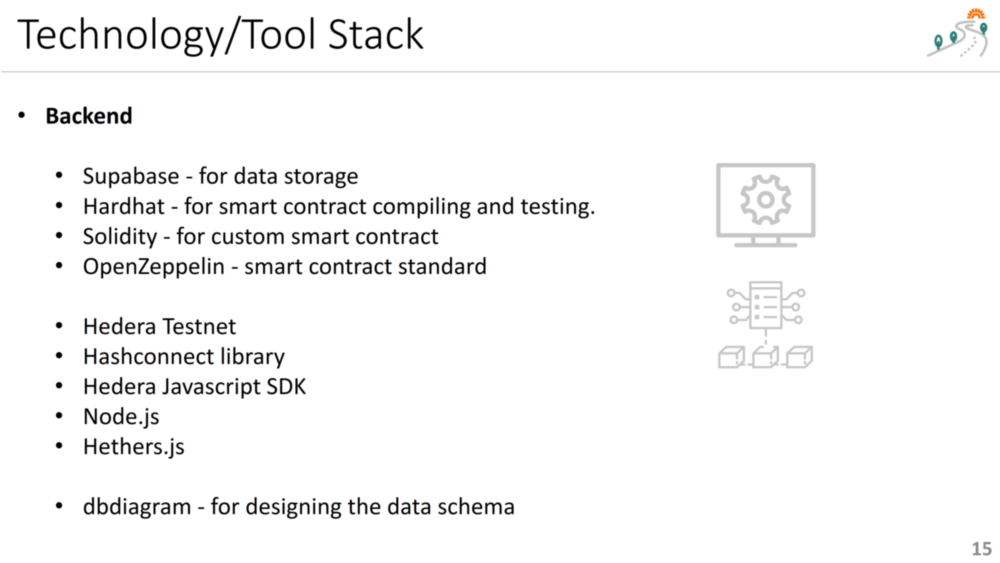 Technology/Tool Stack
• Backend
• Supabase - for data storage
• Hardhat - for smart contract compiling and testing.
• Solidity - for custom smart contract
• OpenZeppelin - smart contract standard
• Hedera Testnet
• Hashconnect library
• Hedera Javascript SDK
• Node.js
• Hethers.js
• dbdiagram - for designing the data schema
15